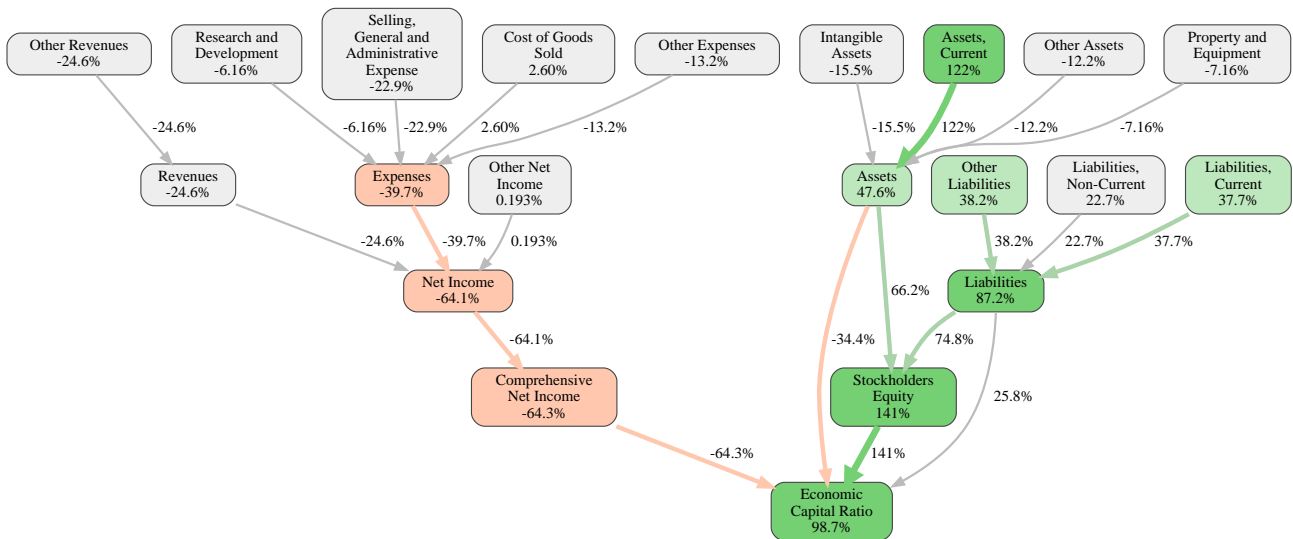 Other Revenues
-24.6%
Research and
Development
-6.16%
Selling,
General and
Administrative
Expense
-22.9%
Cost of Goods
Sold
2.60%
Other Expenses
-13.2%
Intangible
Assets
-15.5%
Assets,
Current
122%
Other Assets
-12.2%
Property and
Equipment
-7.16%
-24.6%
-6.16%
-22.9%
2.60%
-13.2%
-15.5%
122%
-12.2%
-7.16%
Revenues
-24.6%
Expenses
-39.7%
Other Net
Income
0.193%
Assets
47.6%
Other
Liabilities
38.2%
Liabilities,
Non-Current
22.7%
Liabilities,
Current
37.7%
-24.6%
-39.7%
0.193%
38.2%
22.7%
37.7%
Net Income
-64.1%
66.2%
Liabilities
87.2%
-64.1%
-34.4%
74.8%
Comprehensive
Net Income
-64.3%
Stockholders
Equity
141%
25.8%
-64.3%
141%
Economic
Capital Ratio
98.7%